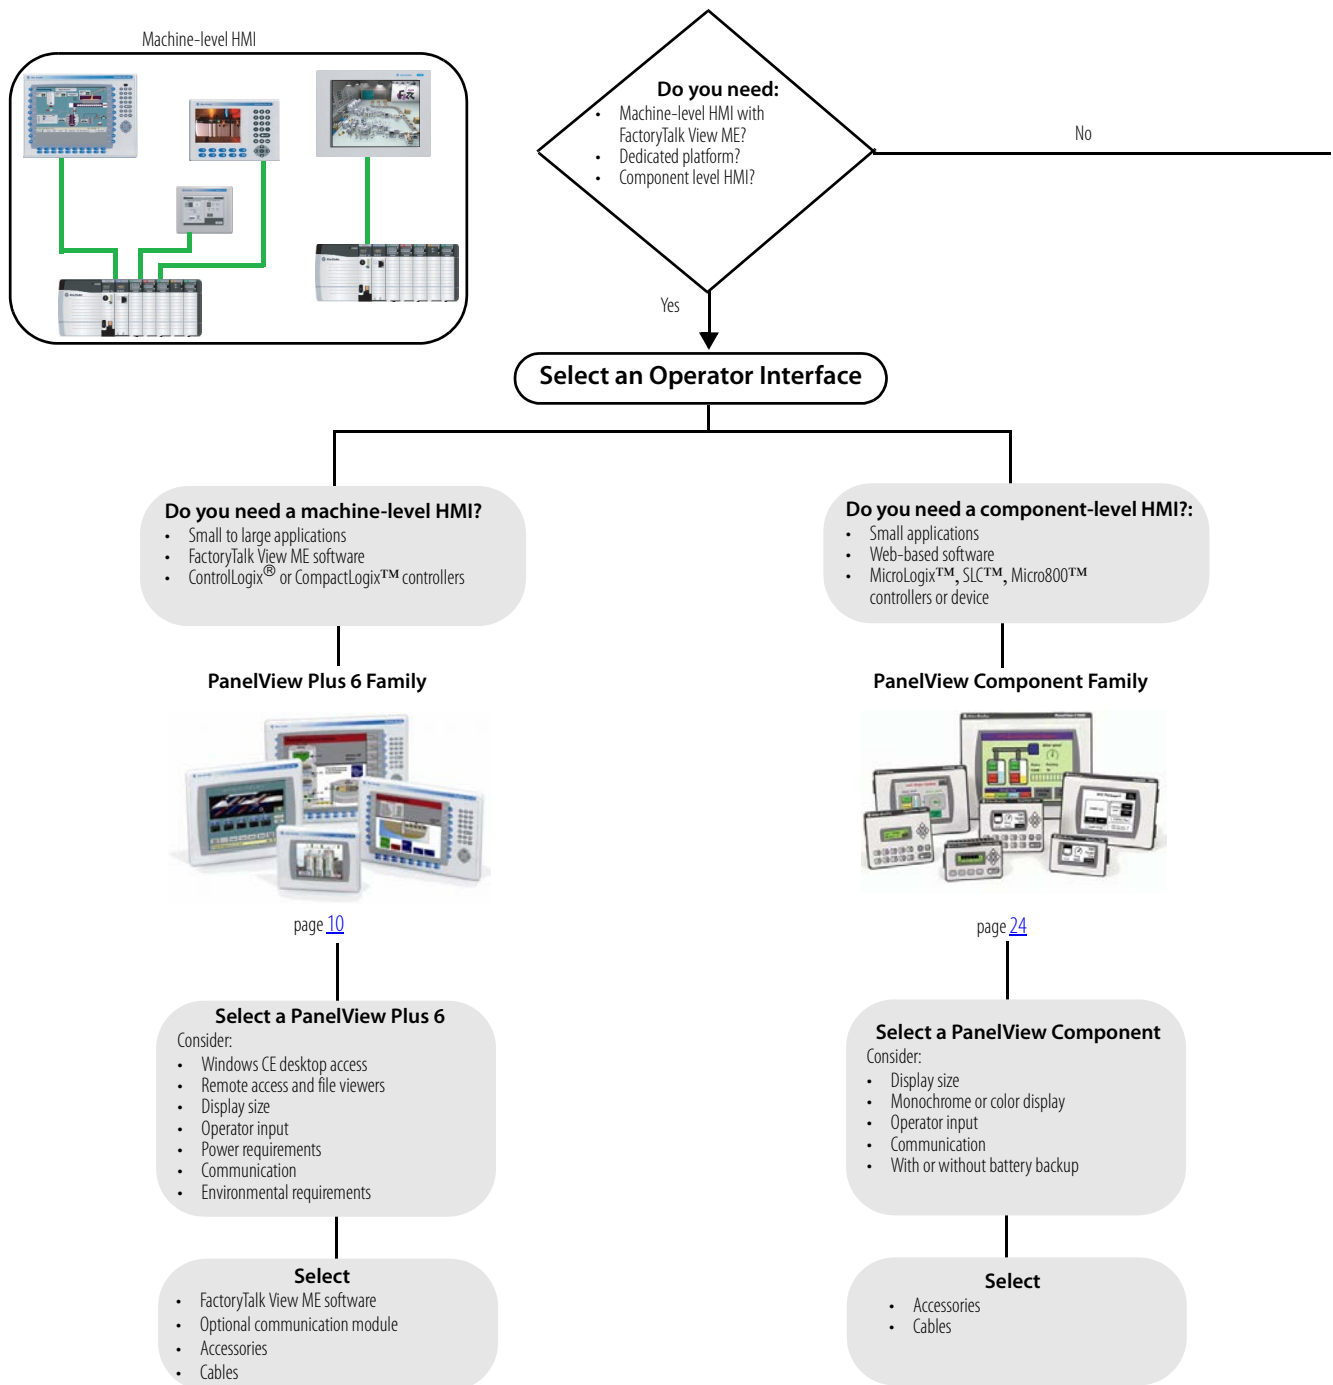 Machine-level HMI
Do you need:
• Machine-level HMI with
FactoryTalk View ME?
• Dedicated platform?
• Component level HMI?
No
Yes
Select an Operator Interface
Do you need a machine-level HMI?
• Small to large applications
• FactoryTalk View ME software
• ControlLogix® or CompactLogix™ controllers
Do you need a component-level HMI?:
• Small applications
• Web-based software
• MicroLogix™, SLC™, Micro800™
controllers or device
PanelView Plus 6 Family
PanelView Component Family
page 10
page 24
Select a PanelView Plus 6
Consider:
• Windows CE desktop access
• Remote access and file viewers
• Display size
• Operator input
• Power requirements
• Communication
• Environmental requirements
Select a PanelView Component
Consider:
• Display size
• Monochrome or color display
• Operator input
• Communication
• With or without battery backup
Select
• FactoryTalk View ME software
• Optional communication module
• Accessories
• Cables
Select
• Accessories
• Cables